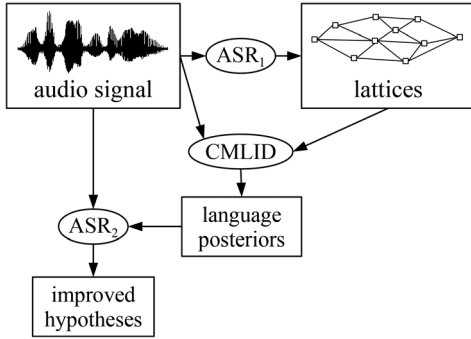 ASR₁
audio signal
lattices
CMLID
language
posteriors
ASR₂
improved
hypotheses